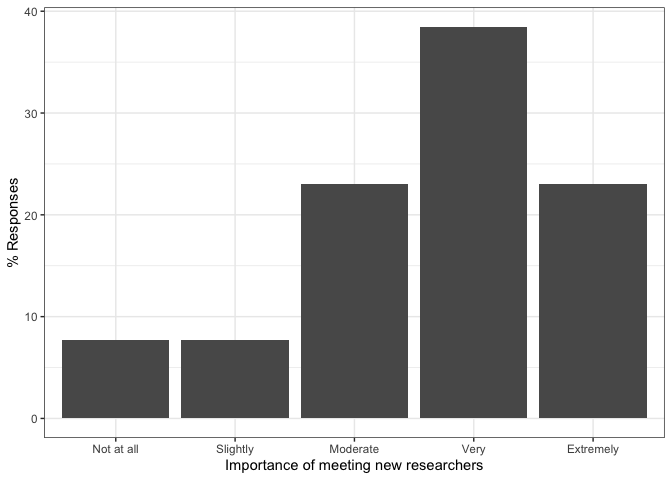 40
30
20
10
0
% Responses
Not at all Slightly Moderate Very Extremely
Importance of meeting new researchers